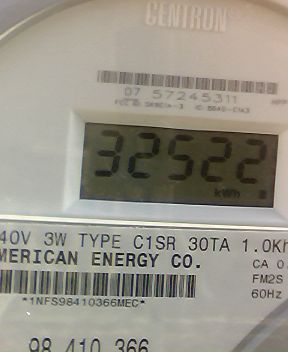 CENTRON
07 57245311
32522
kWh
40V 3W TYPE C1SR 30TA 1.0Kh
MERICAN ENERGY CO.
CA 0.
FM2S
*1NFS98410366MEC*
60Hz
98 410 366